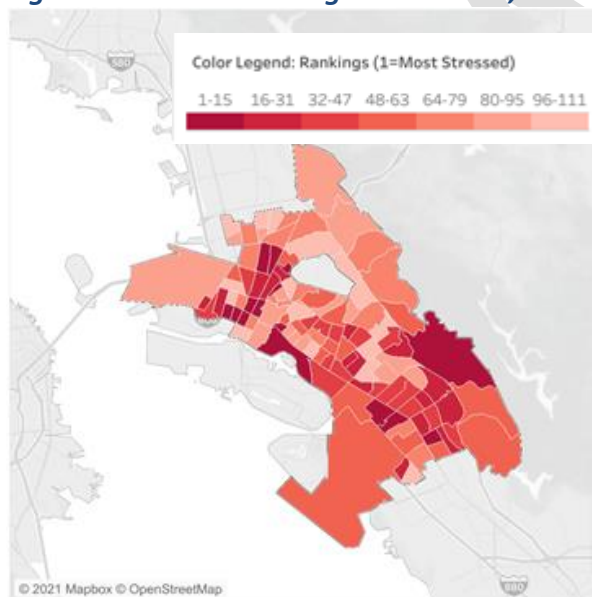 580
Color Legend: Rankings (1=Most Stressed)
1-15 16-31 32-47 48-63 64-79 80-95 96-111
© 2021 Mapbox © OpenStreetMap